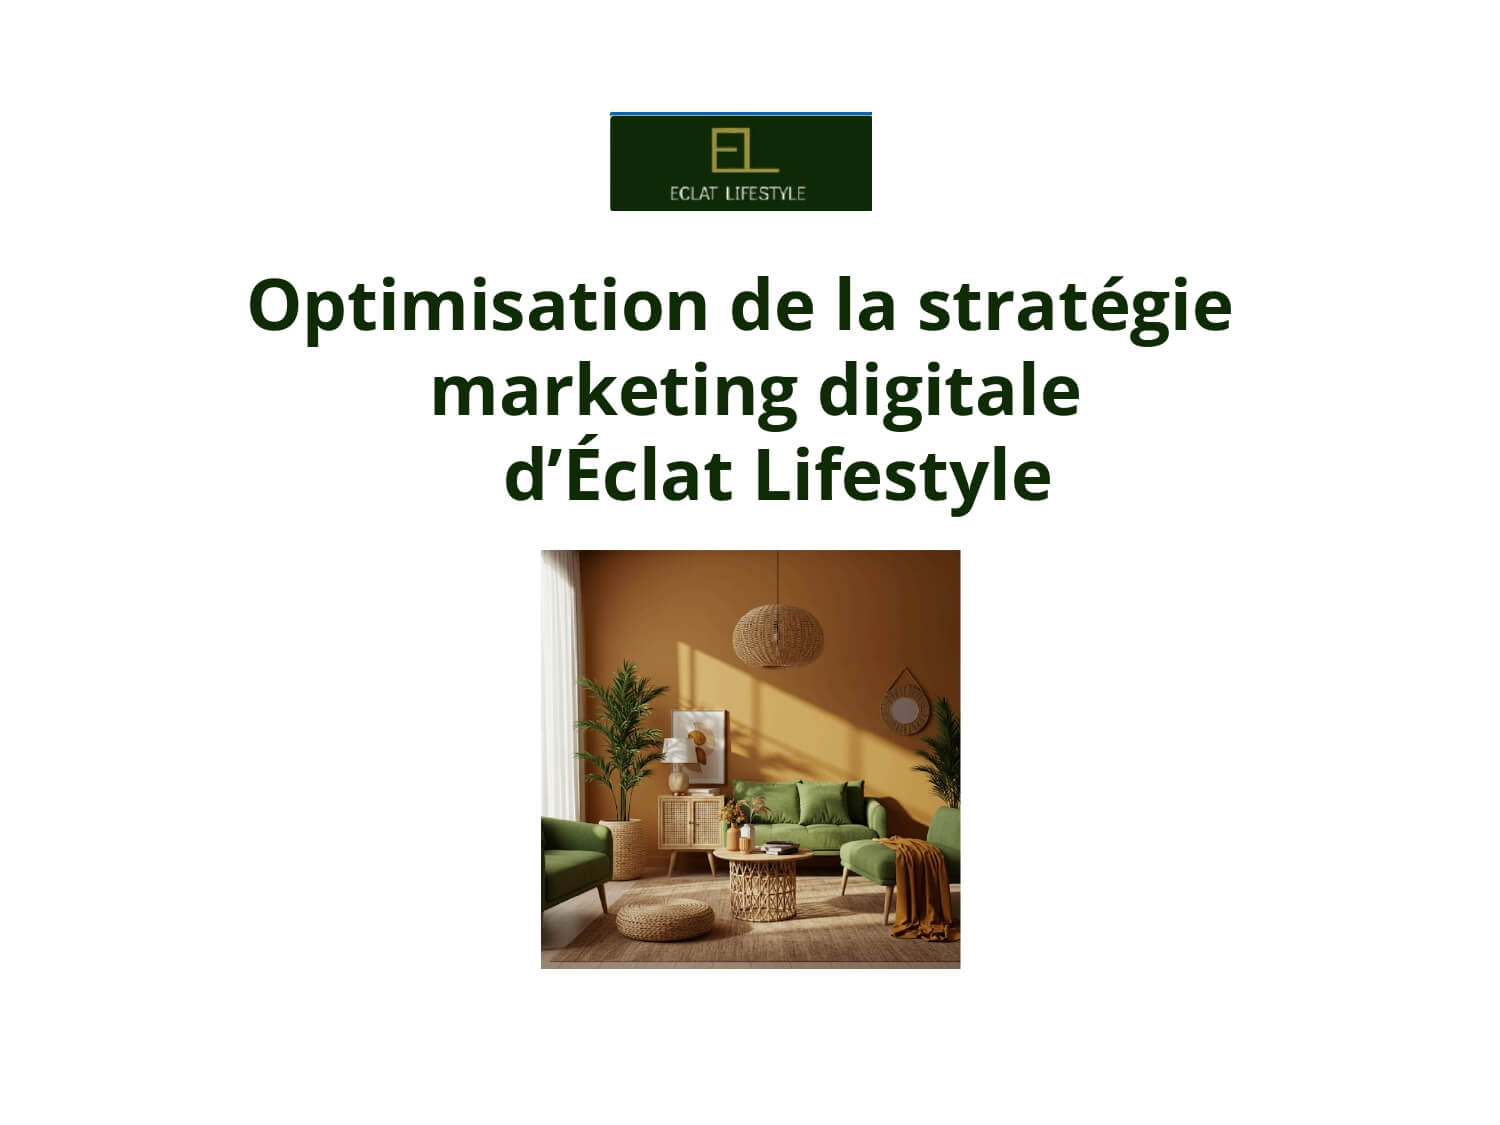 EL
ECLAT LIFESTYLE
Optimisation de la stratégie
marketing digitale
d’Éclat Lifestyle